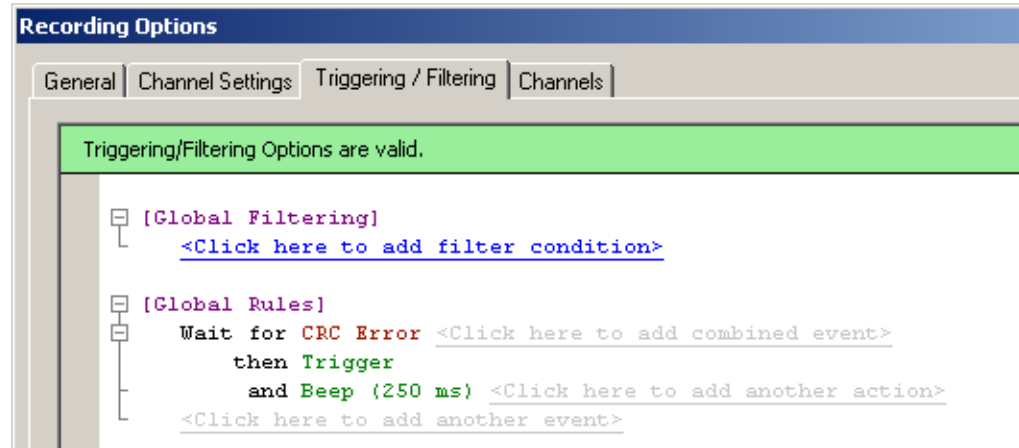 Recording Options
General Channel Settings Triggering / Filtering Channels
Triggering/Filtering Options are valid.
[Global Filtering]
<Click here to add filter condition>
[Global Rules]
Wait for CRC Error <Click here to add combined event>
then Trigger
and Beep (250 ms) <Click here to add another action>
<Click here to add another event>